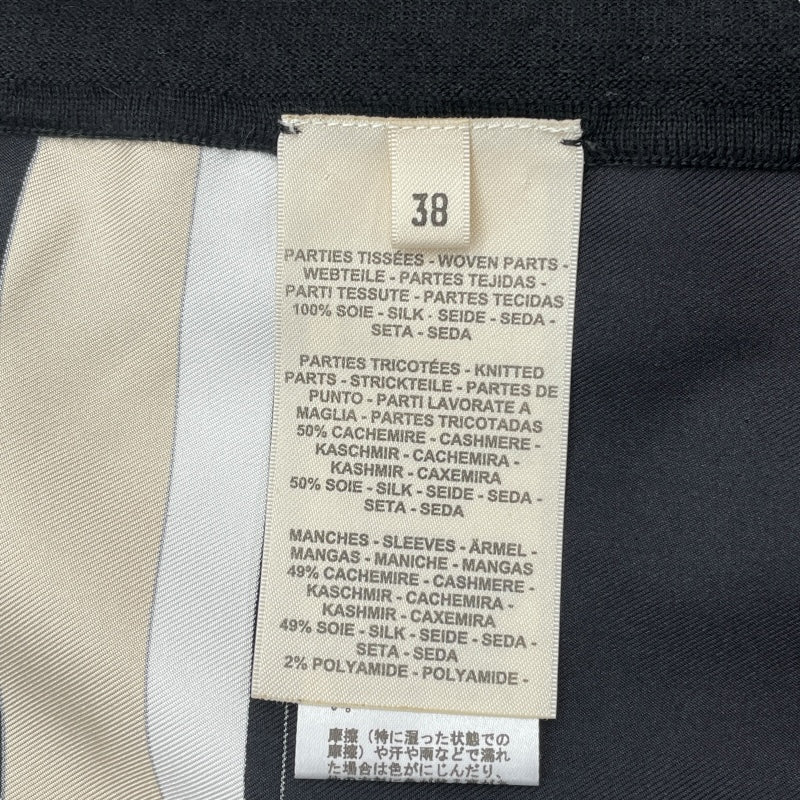 38
PARTIES TISSÉES - WOVEN PARTS -
WEBTEILE - PARTES TEJIDAS -
PARTI TESSUTE - PARTES TECIDAS
100% SOIE - SILK - SEIDE - SEDA -
SETA - SEDA
PARTIES TRICOTÉES - KNITTED
PARTS - STRICKTEILE - PARTES DE
PUNTO - PARTI LAVORATE A
MAGLIA - PARTES TRICOTADAS
50% CACHEMIRE - CASHMERE -
KASCHMIR - CACHEMIRA -
KASHMIR - CAXEMIRA
50% SOIE - SILK - SEIDE - SEDA -
SETA - SEDA
MANCHES - SLEEVES - ÄRMEL -
MANGAS - MANICHE - MANGAS
49% CACHEMIRE - CASHMERE -
KASCHMIR - CACHEMIRA -
KASHMIR - CAXEMIRA
49% SOIE - SILK - SEIDE - SEDA -
SETA - SEDA
2% POLYAMIDE - POLYAMIDE -
摩擦（特に湿った状態での
摩擦）や汗や雨などで濡れ
た場合は色がにじんだり、